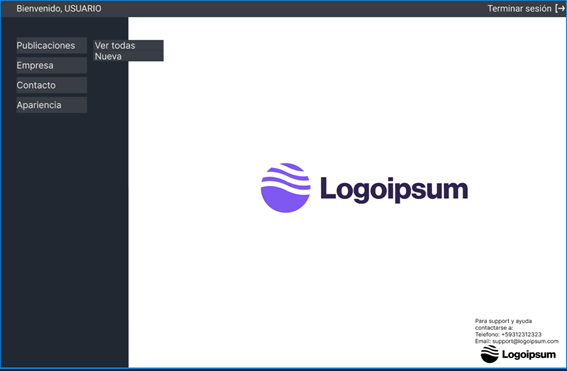 Bienvenido, USUARIO
Terminar sesión
Publicaciones
Ver todas
Nueva
Empresa
Contacto
Apariencia
Logoipsum
Para support y ayuda
contactarse a:
Telefono: +59312312323
Email: support@logoipsum.com
Logoipsum